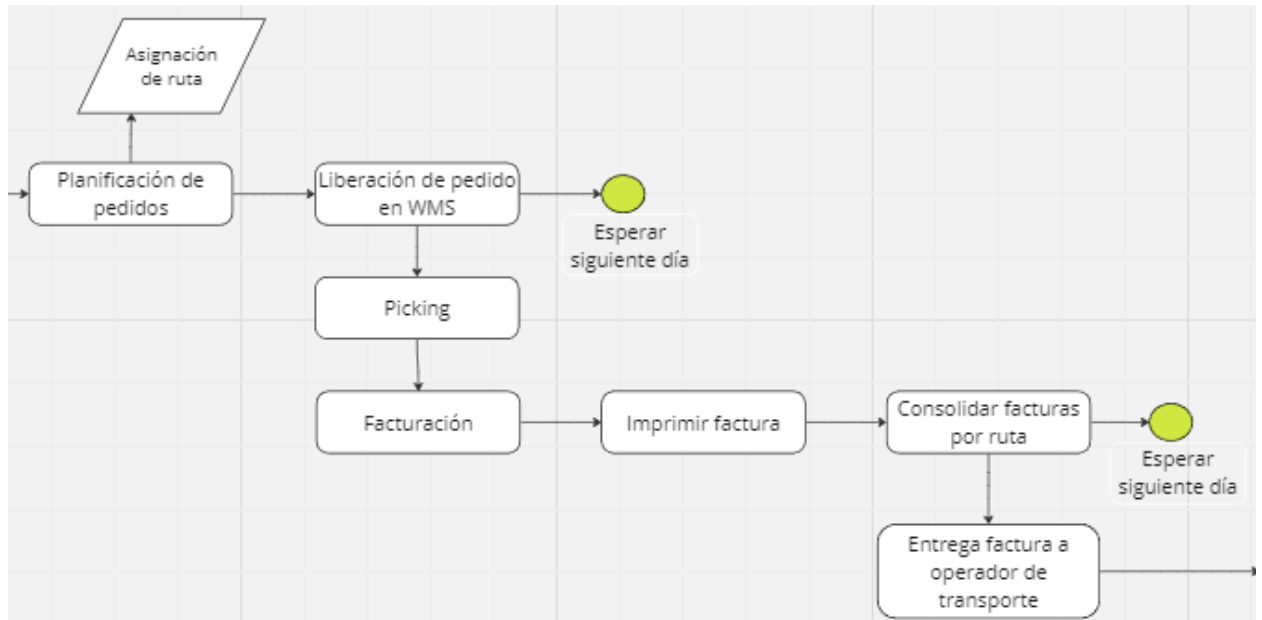 Asignación
de ruta
Planificación de
pedidos
Liberación de pedido
en WMS
Esperar
siguiente día
Picking
Facturación
Imprimir factura
Consolidar facturas
por ruta
Esperar
siguiente día
Entrega factura a
operador de
transporte